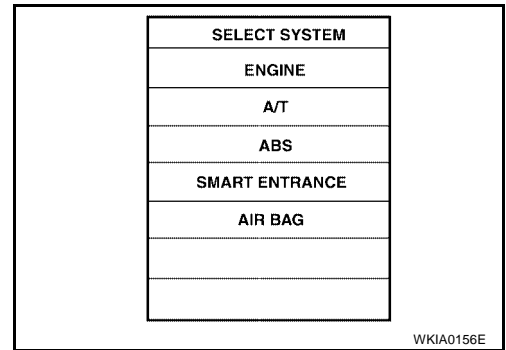 SELECT SYSTEM
ENGINE
A/T
ABS
SMART ENTRANCE
AIR BAG
WKIA0156E